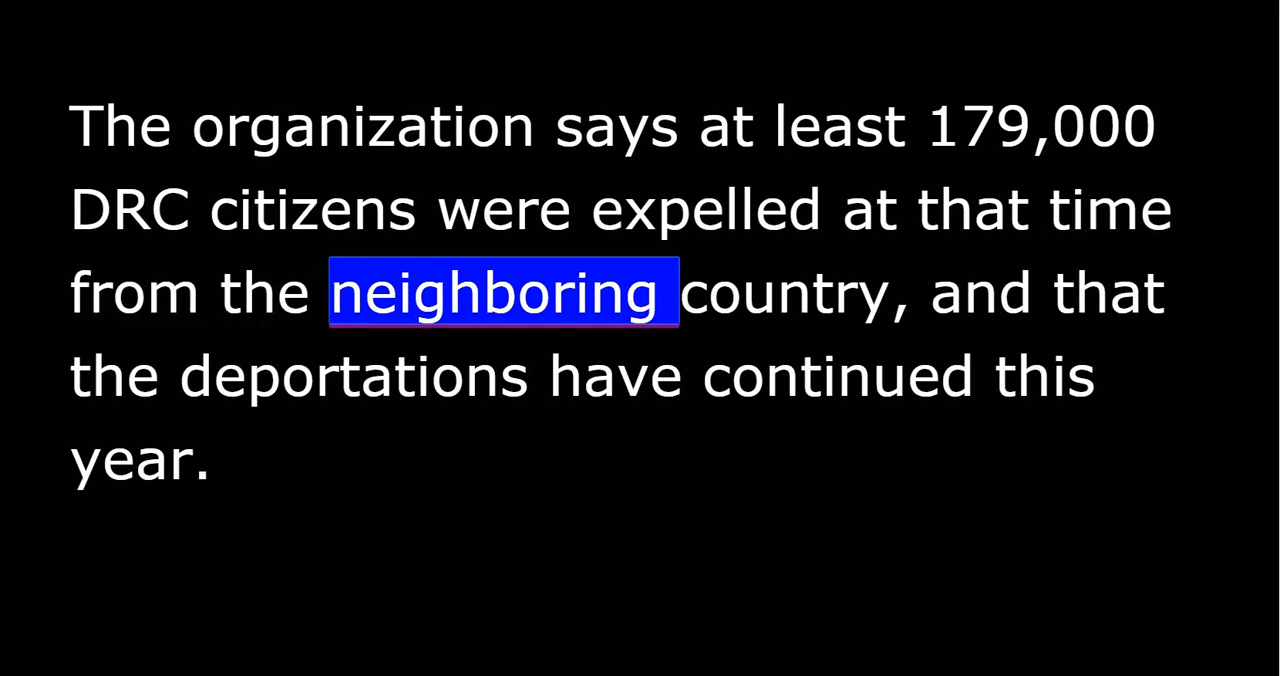 The organization says at least 179,000
DRC citizens were expelled at that time
from the neighboring country, and that
the deportations have continued this
year.